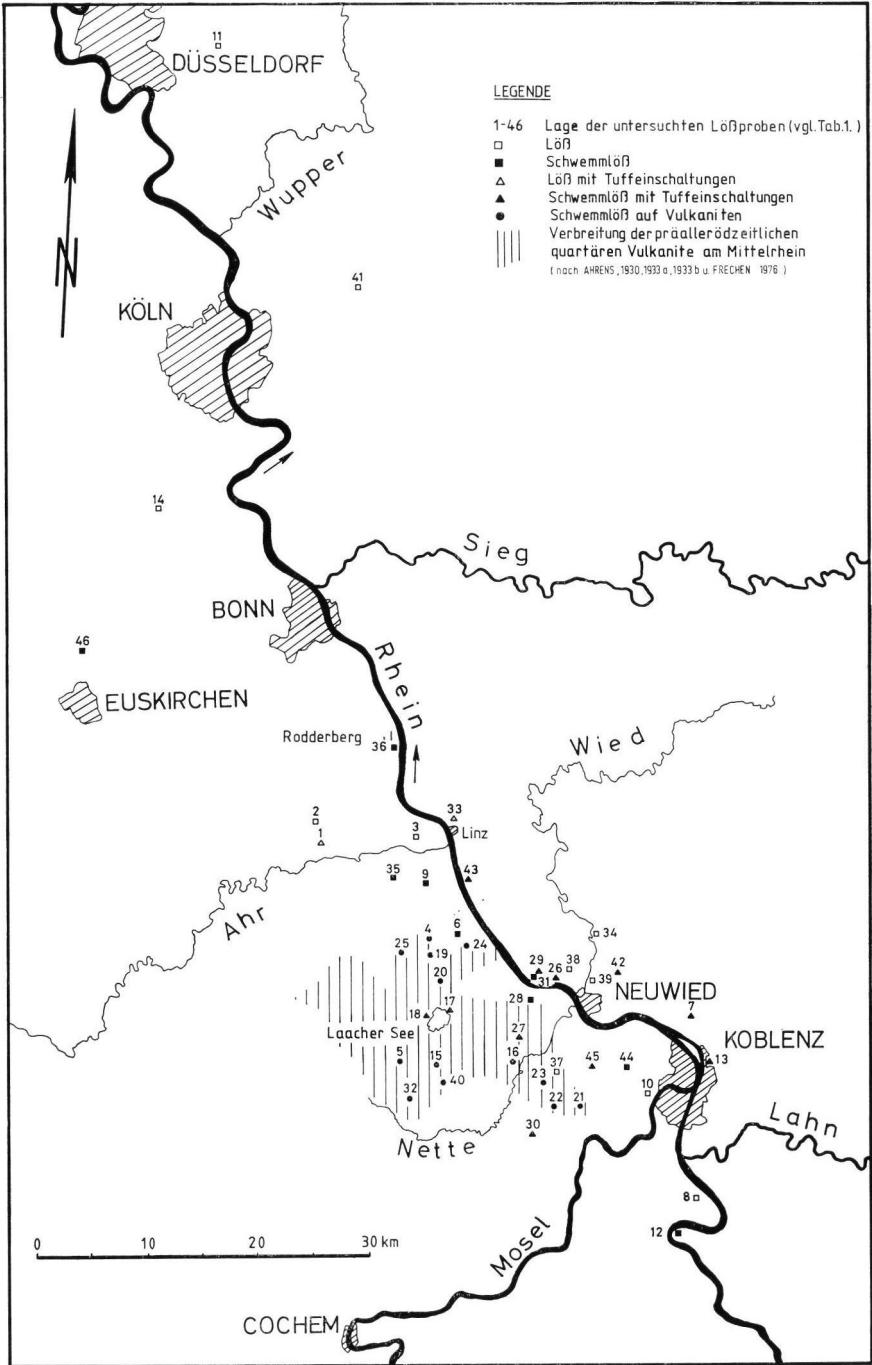 11
DÜSSELDORF
LEGENDE
1-46 Lage der untersuchten Lößproben (vgl. Tab.1.)
Löß
Schwemmlöß
Löß mit Tuffeinschaltungen
Schwemmlöß mit Tuffeinschaltungen
Schwemmlöß auf Vulkaniten
Verbreitung der präallerödzeitlichen
quartären Vulkanite am Mittelrhein
(nach AHRENS, 1930, 1933a, 1933b u. FRECHEN 1976)
Wupper
N
41
KÖLN
14
Sieg
BONN
46
Rhein
EUSKIRCHEN
Wied
Rodderberg
36
2
1
3
33
Linz
35
9
43
Ahr
4
6
34
25
19
24
29
38
42
20
26
39
31
NEUWIED
28
7
18
17
Laacher See
27
KOBLENZ
5
15
16
37
45
44
13
40
23
10
32
22
21
Lahn
Nette
30
8
Mosel
12
0 10 20 30 km
COCHEM